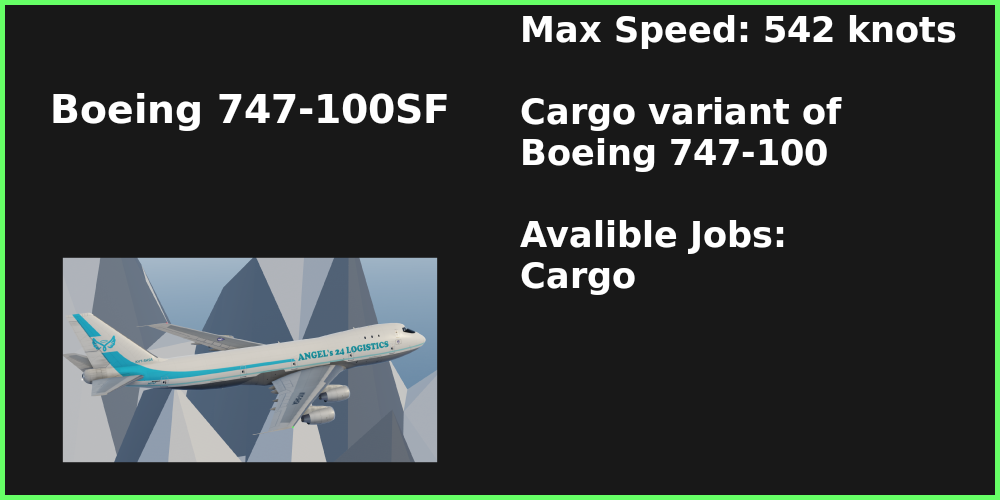 Boeing 747-100SF
Max Speed: 542 knots
Cargo variant of
Boeing 747-100
Avalible Jobs:
Cargo
ANGEL's 24 LOGISTICS